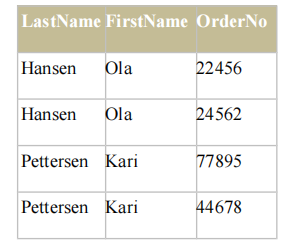 LastName FirstName OrderNo
Hansen Ola 22456
Hansen Ola 24562
Pettersen Kari 77895
Pettersen Kari 44678